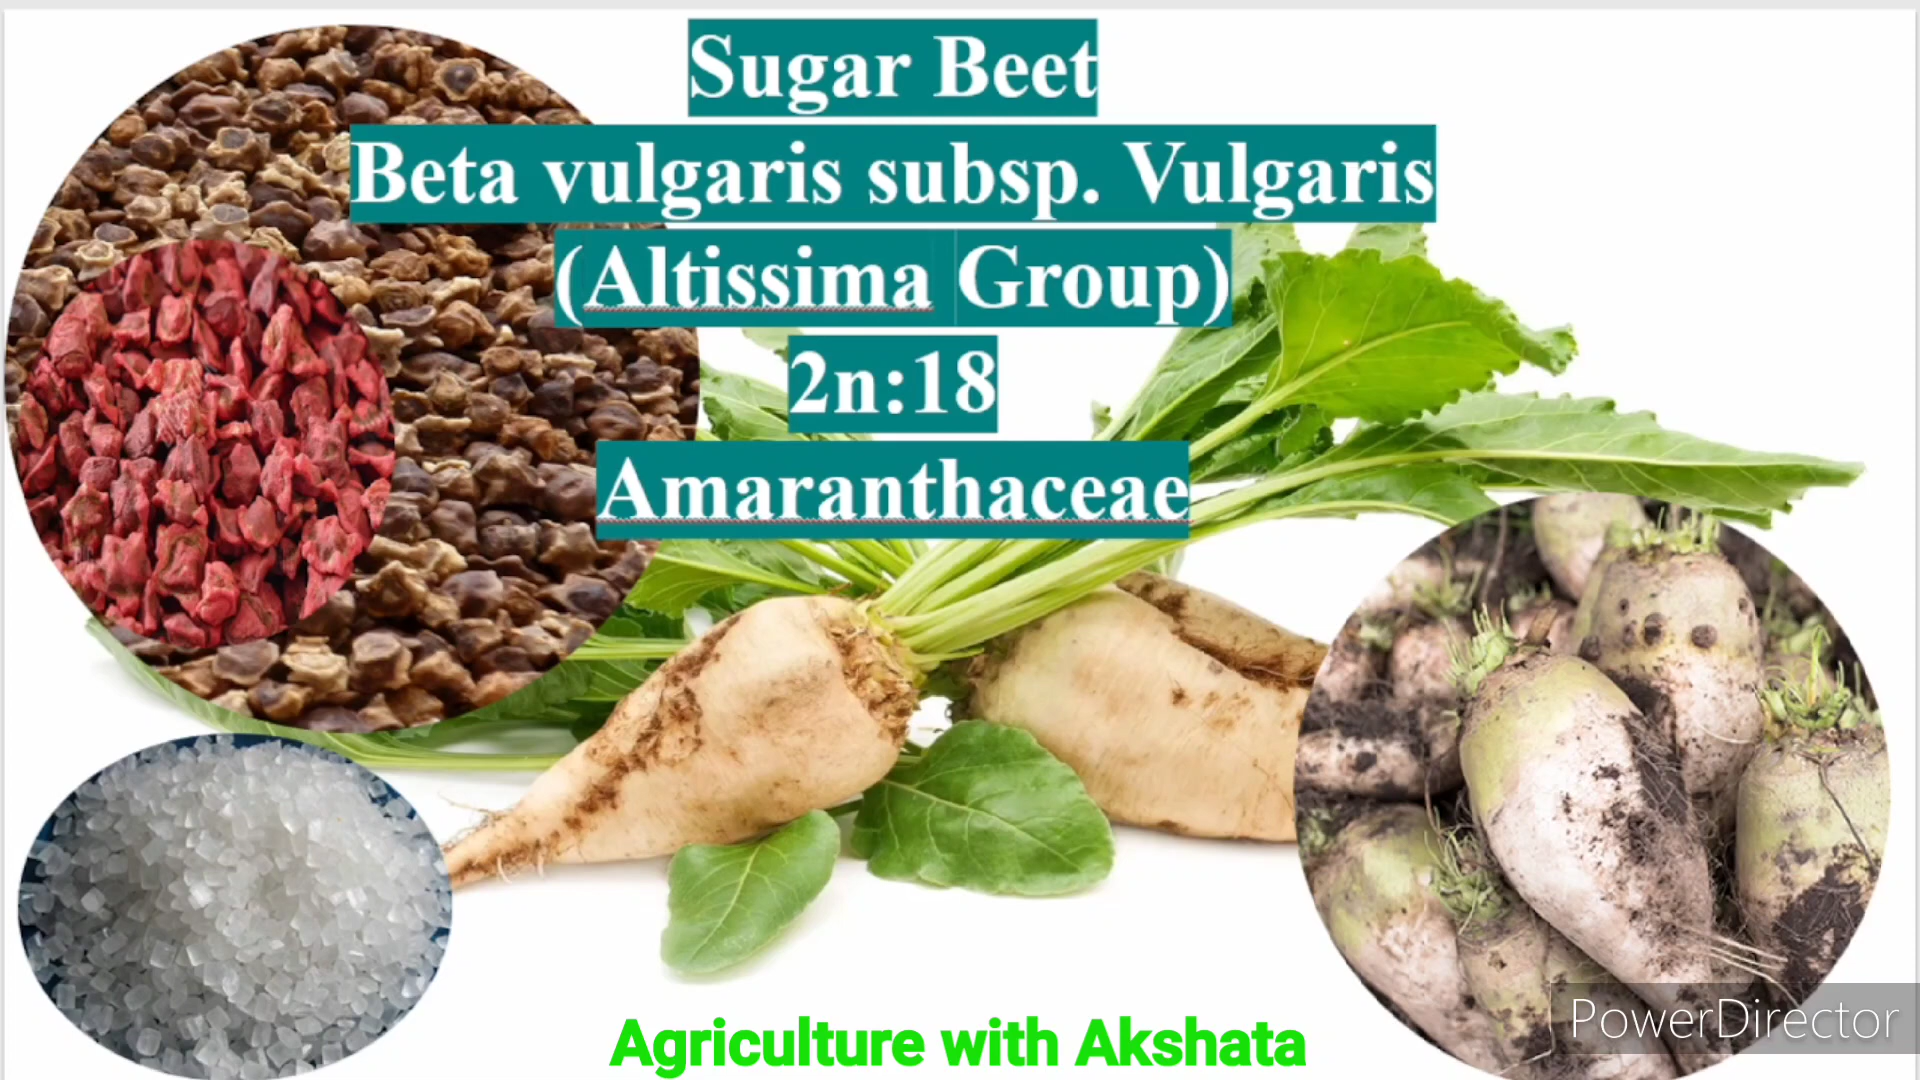 Sugar Beet
Beta vulgaris subsp. Vulgaris
(Altissima Group)
2n:18
Amaranthaceae
Agriculture with Akshata
PowerDirector